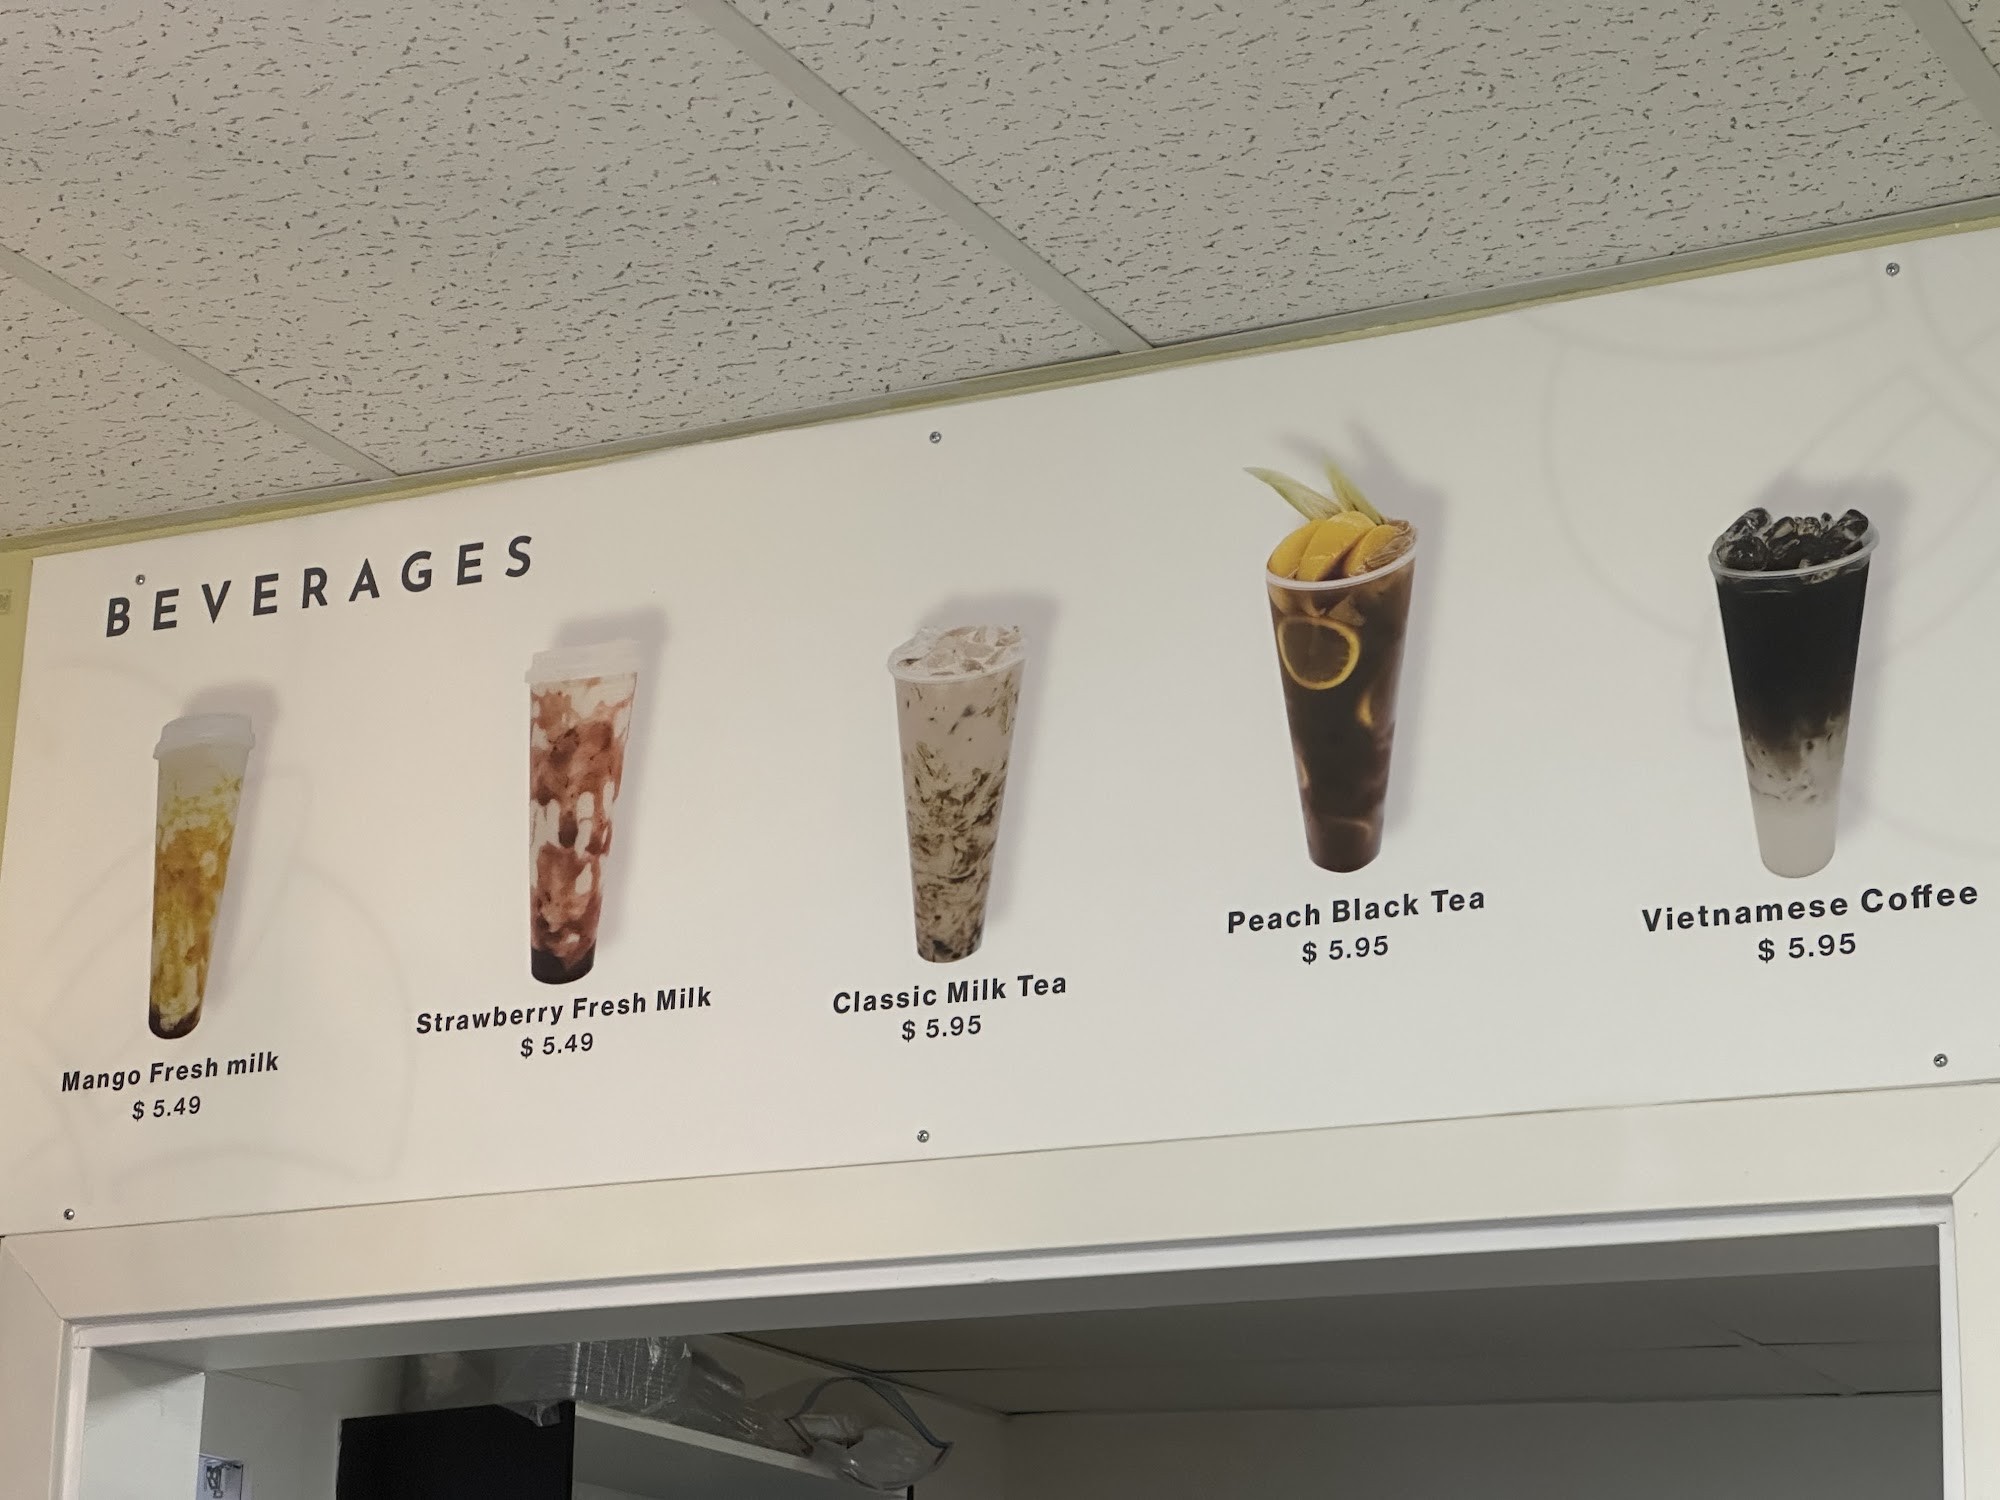 BEVERAGES
Mango Fresh milk
$ 5.49
Strawberry Fresh Milk
$ 5.49
Classic Milk Tea
$ 5.95
Peach Black Tea
$ 5.95
Vietnamese Coffee
$ 5.95